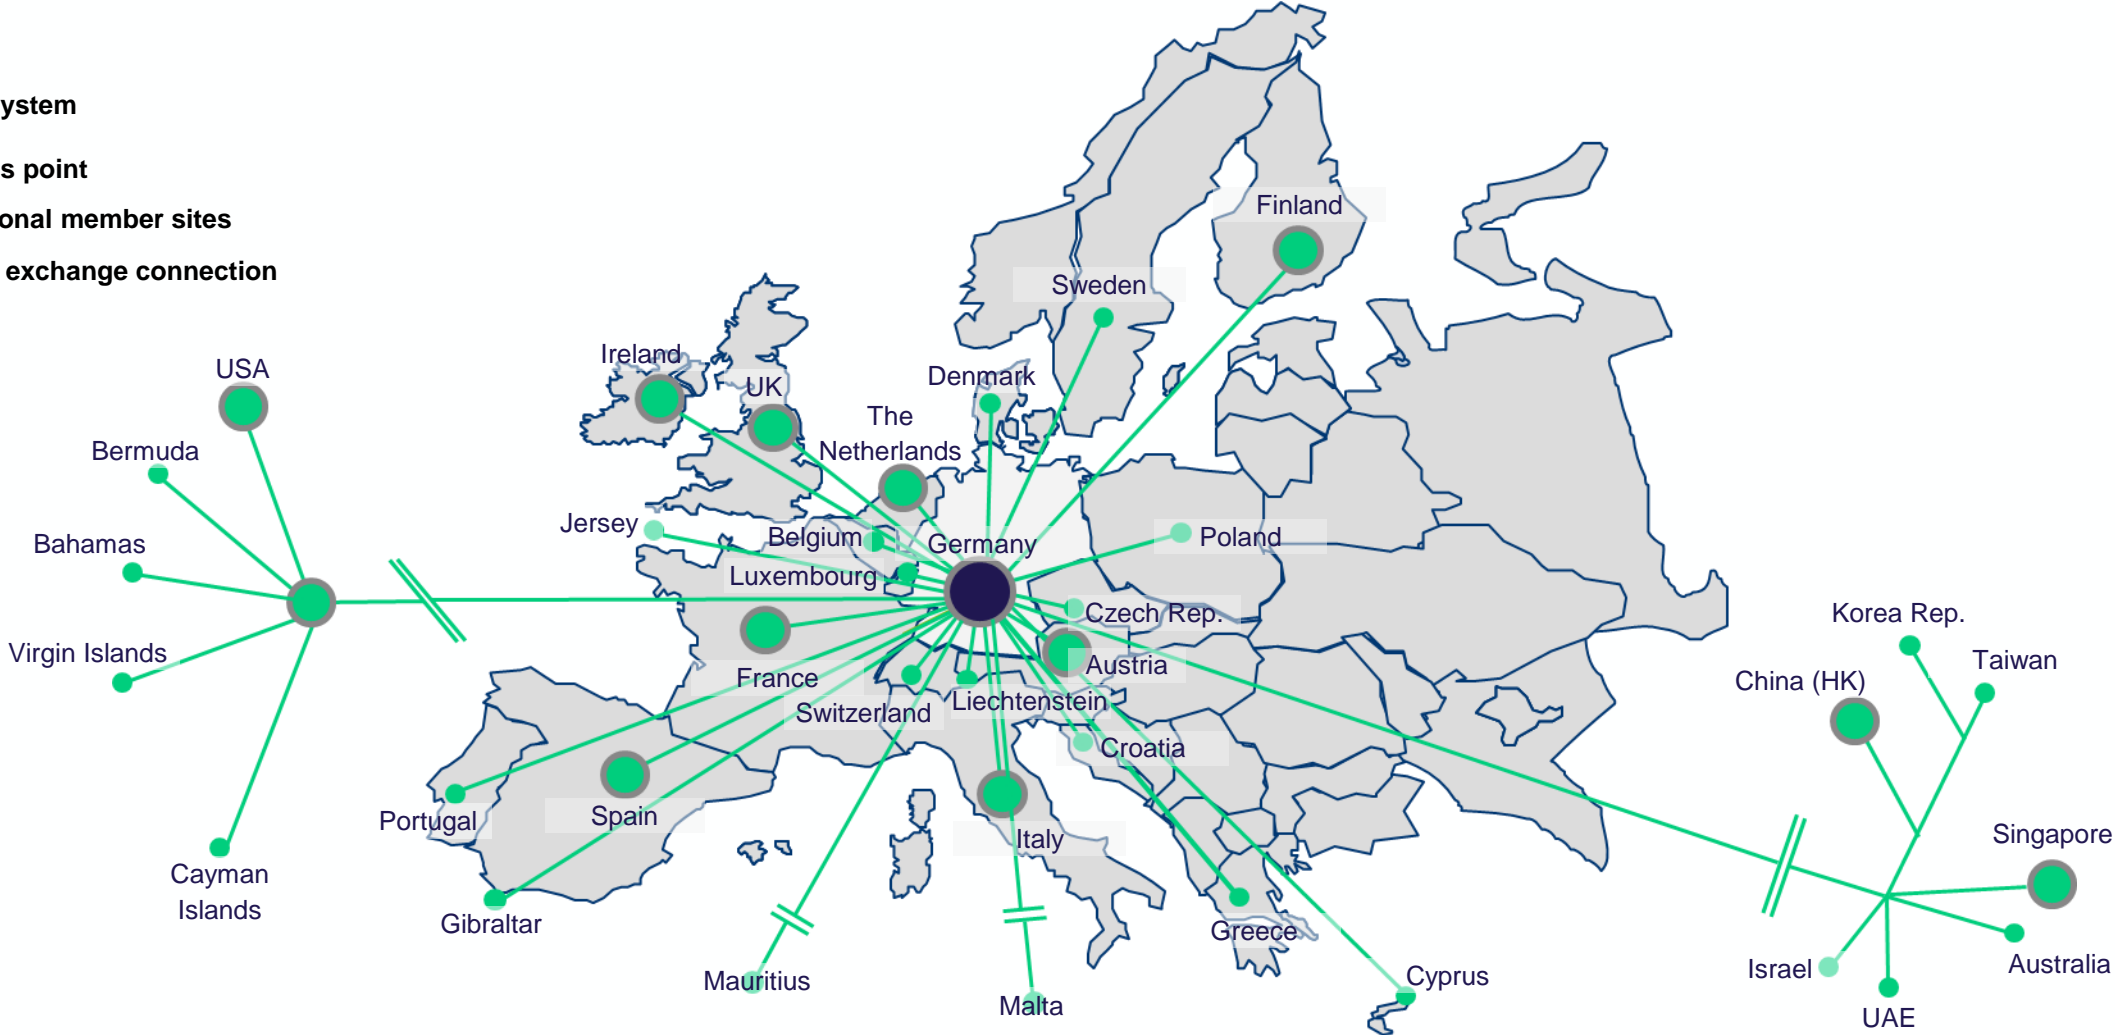 ystem
s point
onal member sites
exchange connection
Finland
Sweden
Ireland
USA
UK
Denmark
The
Netherlands
Bermuda
Jersey
Belgium
Germany
Poland
Bahamas
Luxembourg
Czech Rep.
Korea Rep.
Virgin Islands
Austria
Taiwan
France
China (HK)
Liechtenstein
Switzerland
Croatia
Portugal
Spain
Italy
Singapore
Cayman
Islands
Gibraltar
Greece
Mauritius
Malta
Cyprus
Israel
Australia
UAE